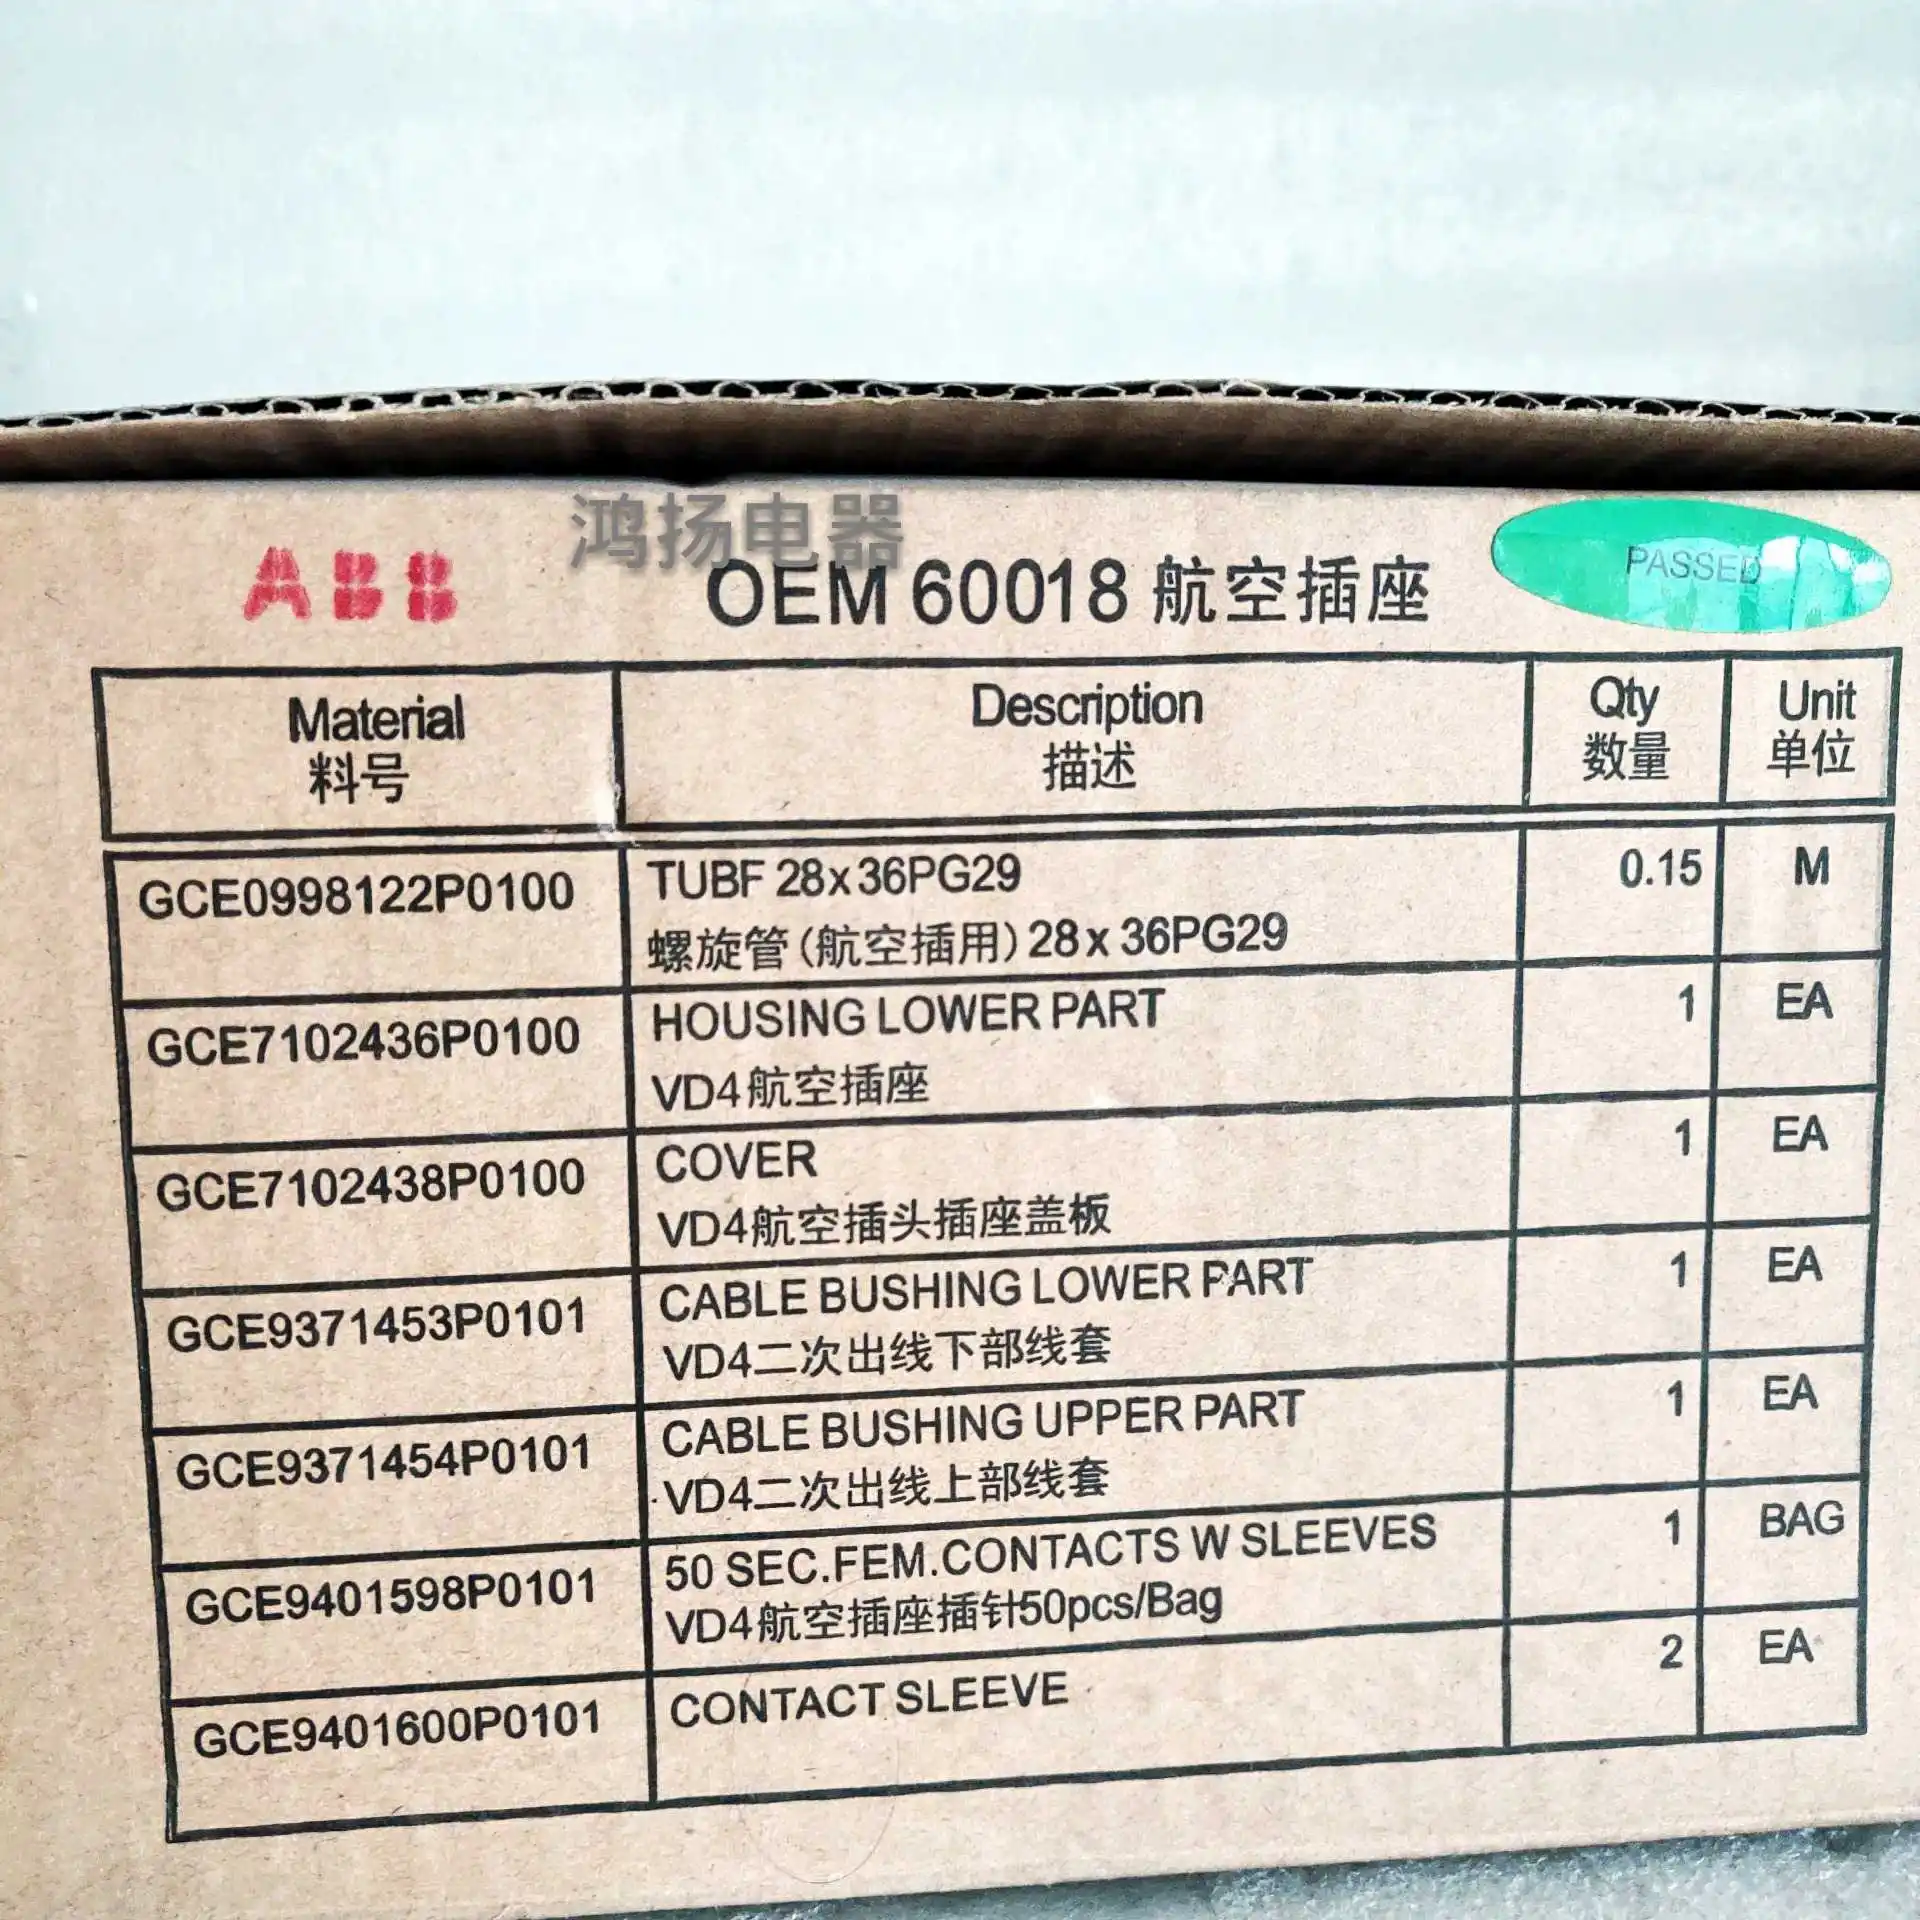 鸿扬电器
ABB OEM 60018 航空插座 PASSED
Material Description Qty Unit
料号 描述 数量 单位
GCE0998122P0100 TUBF 28x36PG29 0.15 M
螺旋管(航空插用)28x36PG29
GCE7102436P0100 HOUSING LOWER PART 1 EA
VD4航空插座
GCE7102438P0100 COVER 1 EA
VD4航空插头插座盖板
GCE9371453P0101 CABLE BUSHING LOWER PART 1 EA
VD4二次出线下部线套
GCE9371454P0101 CABLE BUSHING UPPER PART 1 EA
VD4二次出线上部线套
GCE9401598P0101 50 SEC.FEM.CONTACTS W SLEEVES 1 BAG
VD4航空插座插针50pcs/Bag
GCE9401600P0101 CONTACT SLEEVE 2 EA